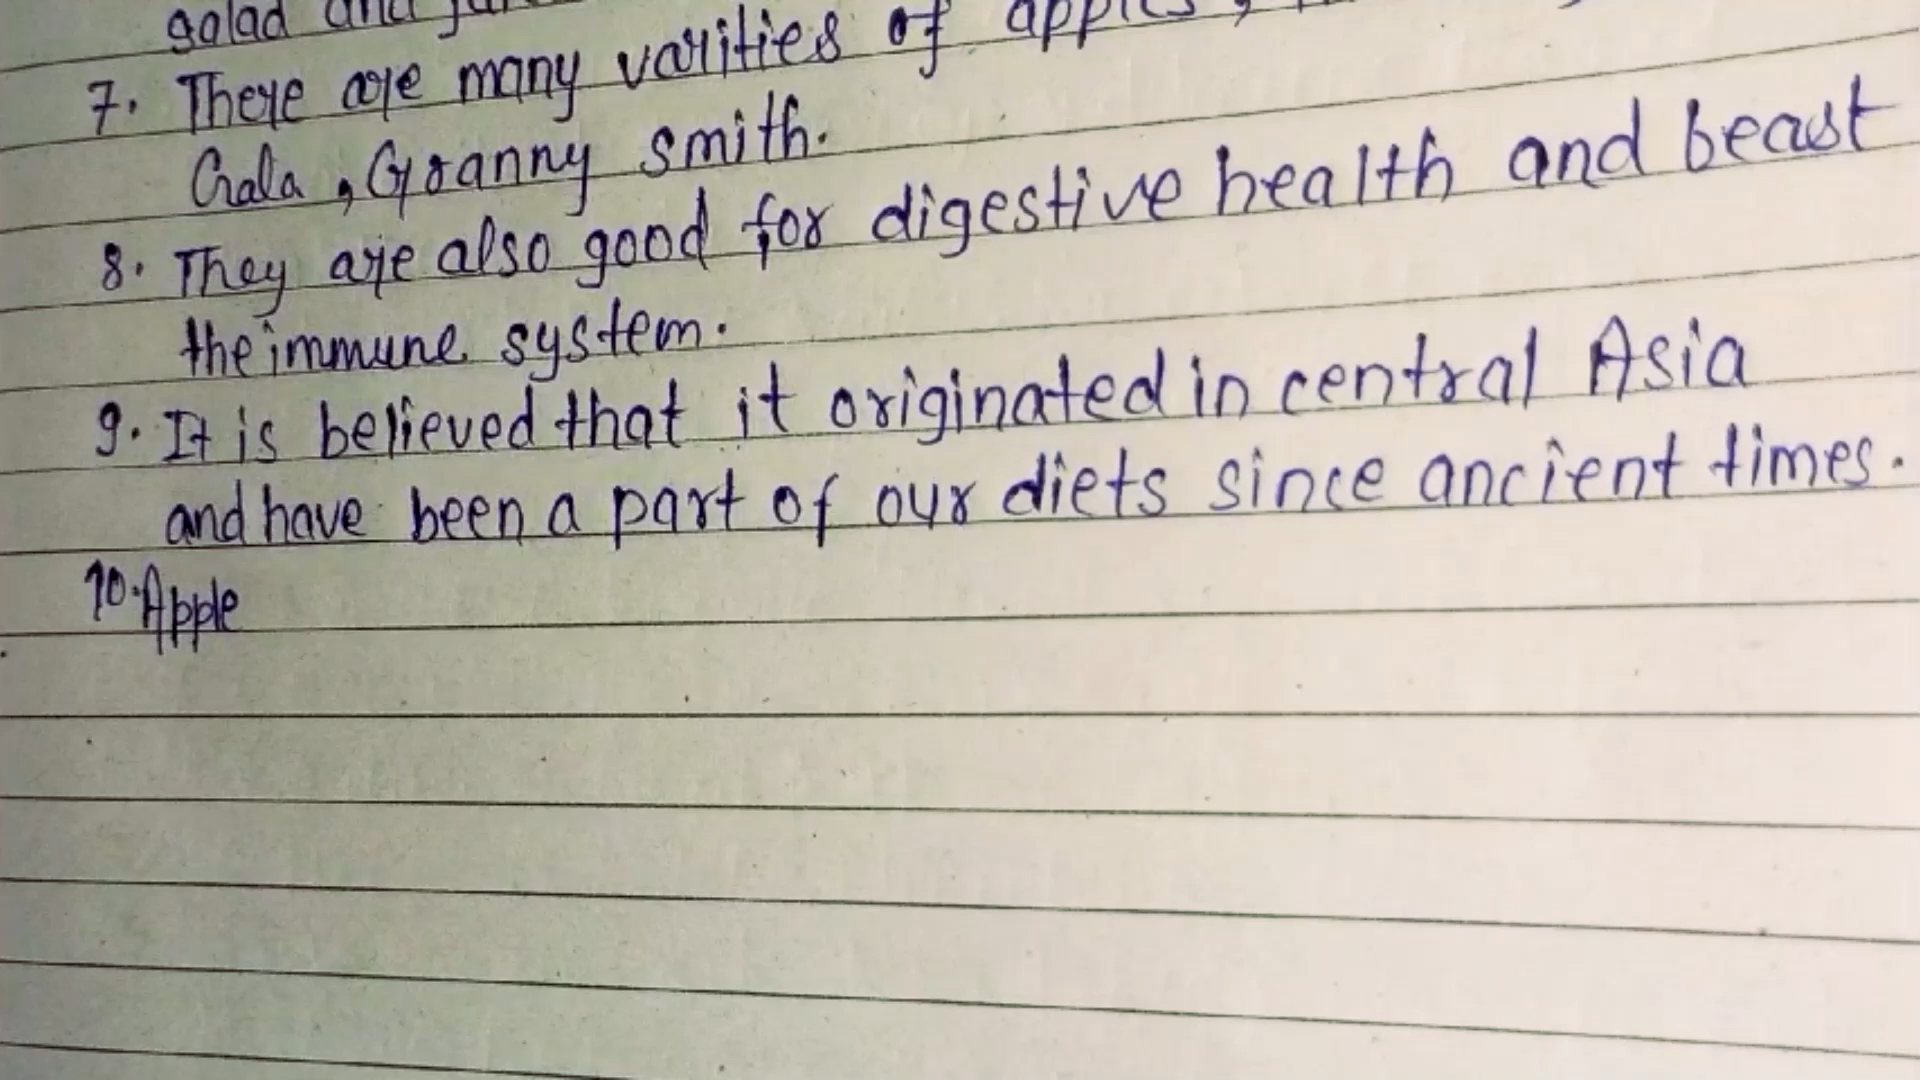 salad and
7. There are many varities of apples,
Gala, Granny smith.
8. They are also good for digestive health and beast
the immune system.
9. It is believed that it originated in central Asia
and have been a part of our diets since ancient times.
10. Apple